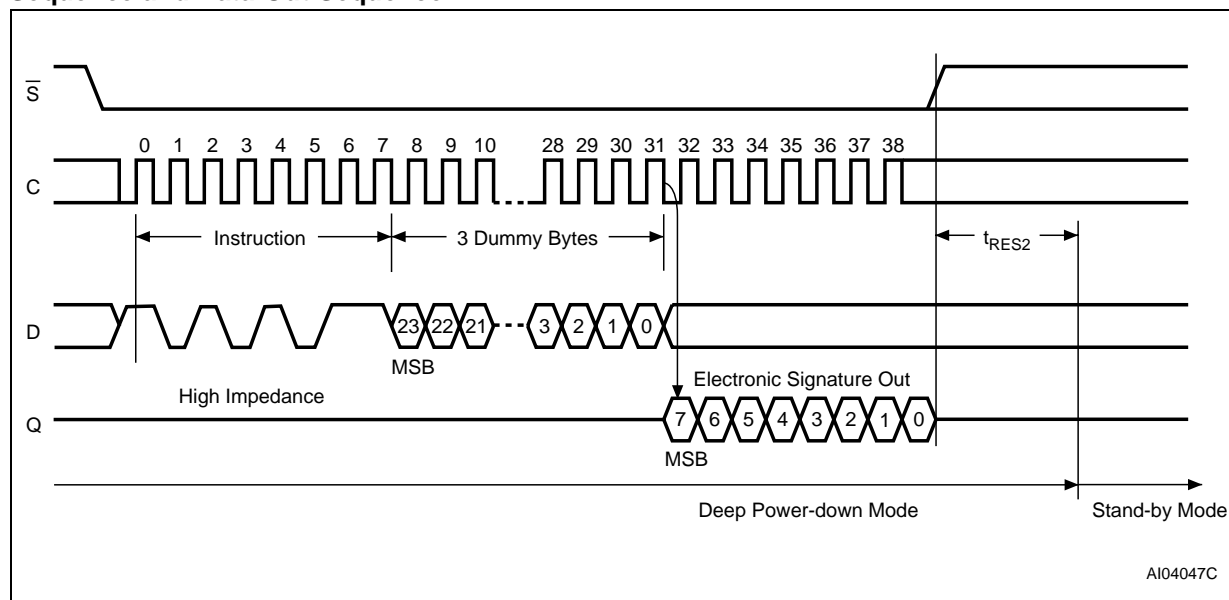 S
0 1 2 3 4 5 6 7 8 9 10 28 29 30 31 32 33 34 35 36 37 38
C
Instruction 3 Dummy Bytes tRES2
D 23 22 21 3 2 1 0
MSB
High Impedance Electronic Signature Out
Q 7 6 5 4 3 2 1 0
MSB
Deep Power-down Mode Stand-by Mode
AI04047C